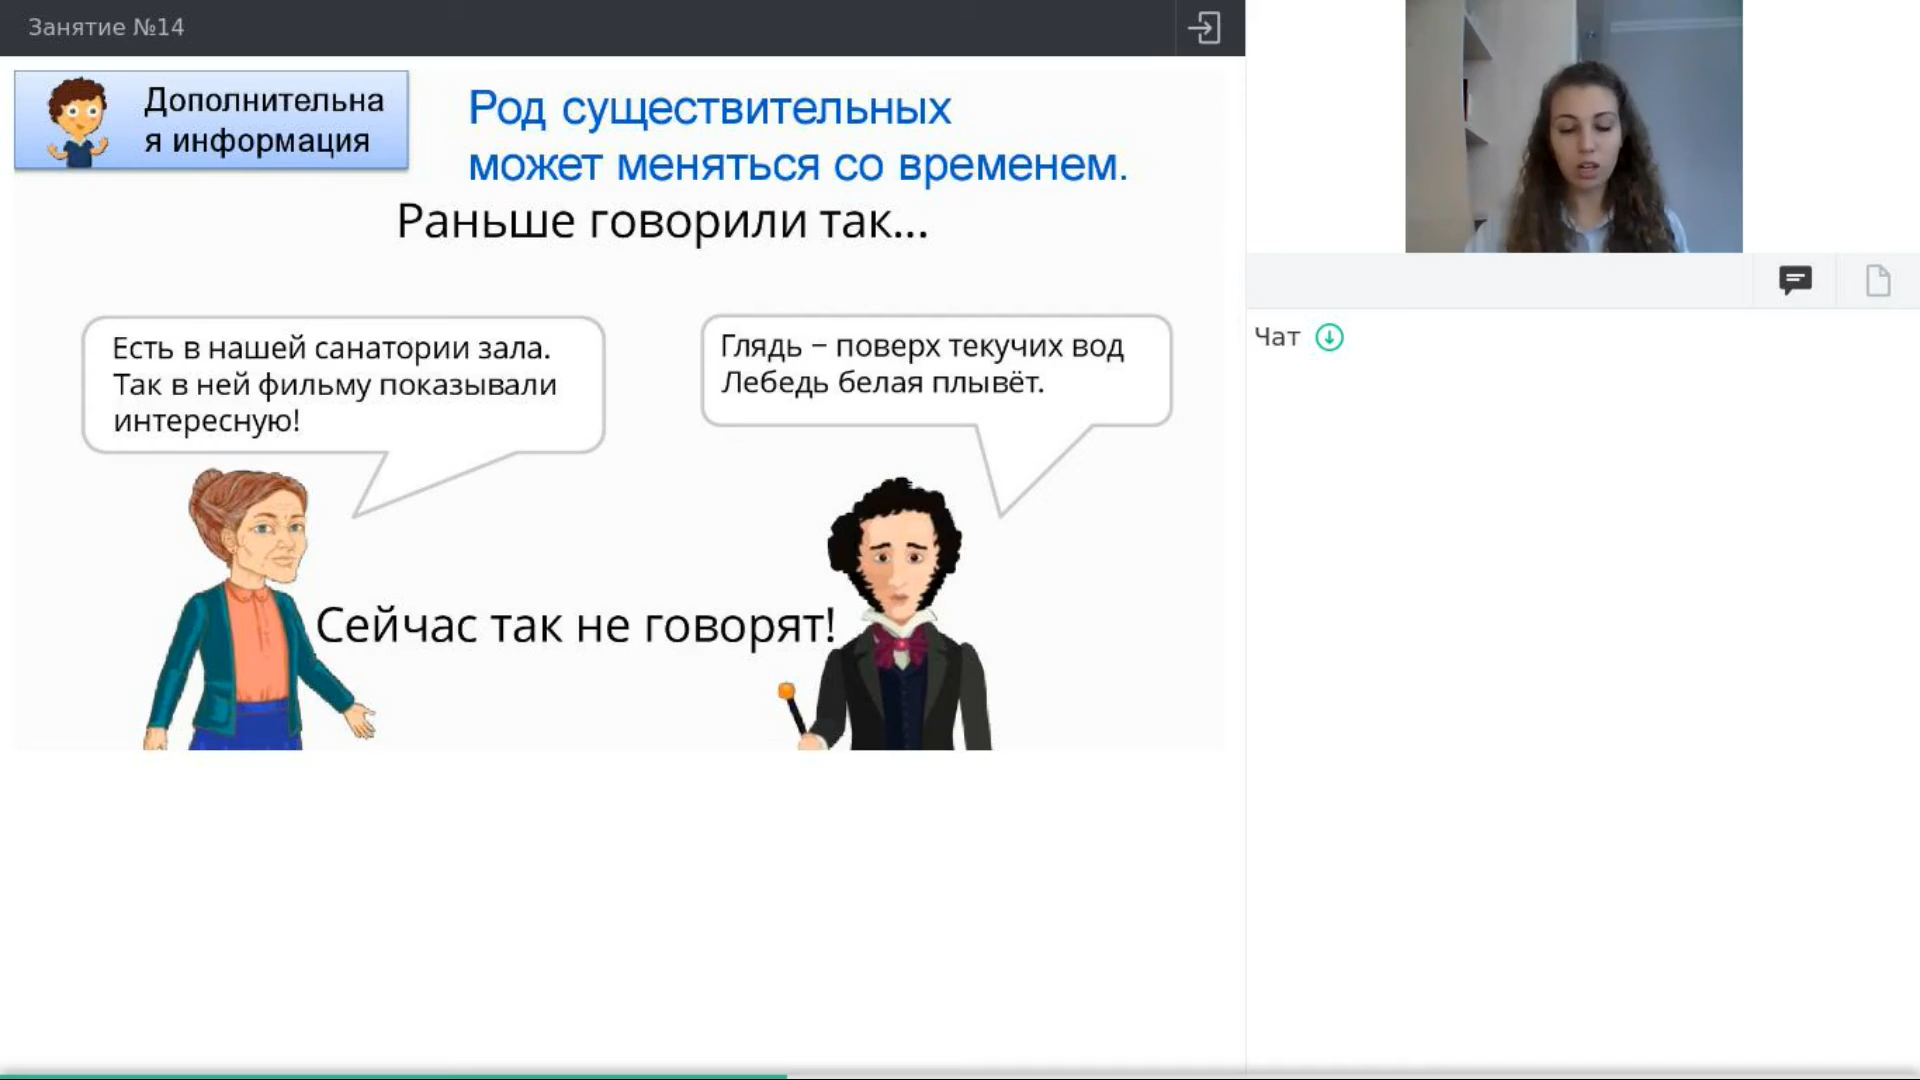 Занятие №14
Дополнительна
я информация
Род существительных
может меняться со временем.
Раньше говорили так...
Есть в нашей санатории зала.
Так в ней фильму показывали
интересную!
Глядь – поверх текучих вод
Лебедь белая плывёт.
Сейчас так не говорят!
Чат